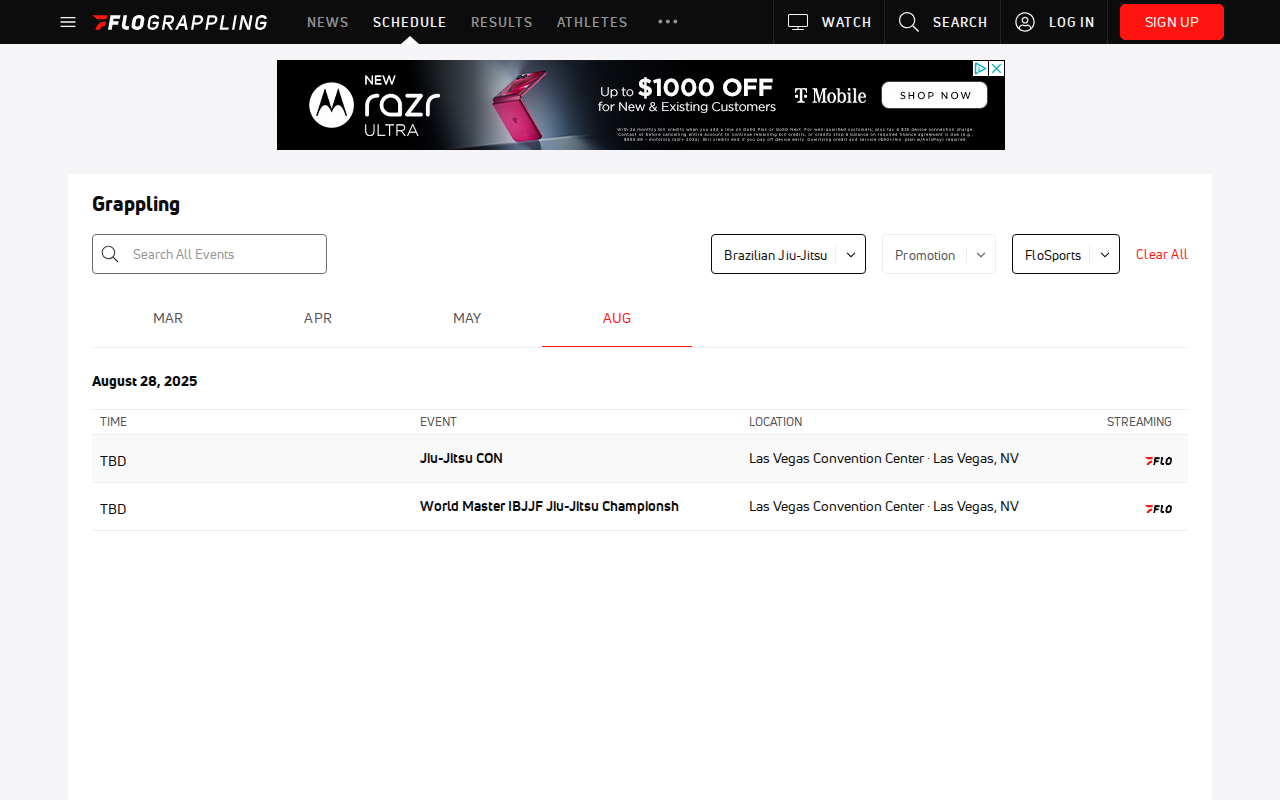 FLOGRAPPLING NEWS SCHEDULE RESULTS ATHLETES ••• WATCH SEARCH LOG IN SIGN UP
NEW
razr
ULTRA
Up to $1000 OFF
for New & Existing Customers
T Mobile
SHOP NOW
Grappling
Search All Events
Brazilian Jiu-Jitsu
Promotion
FloSports
Clear All
MAR APR MAY AUG
August 28, 2025
TIME EVENT LOCATION STREAMING
TBD Jiu-Jitsu CON Las Vegas Convention Center · Las Vegas, NV FLO
TBD World Master IBJJF Jiu-Jitsu Championsh Las Vegas Convention Center · Las Vegas, NV FLO